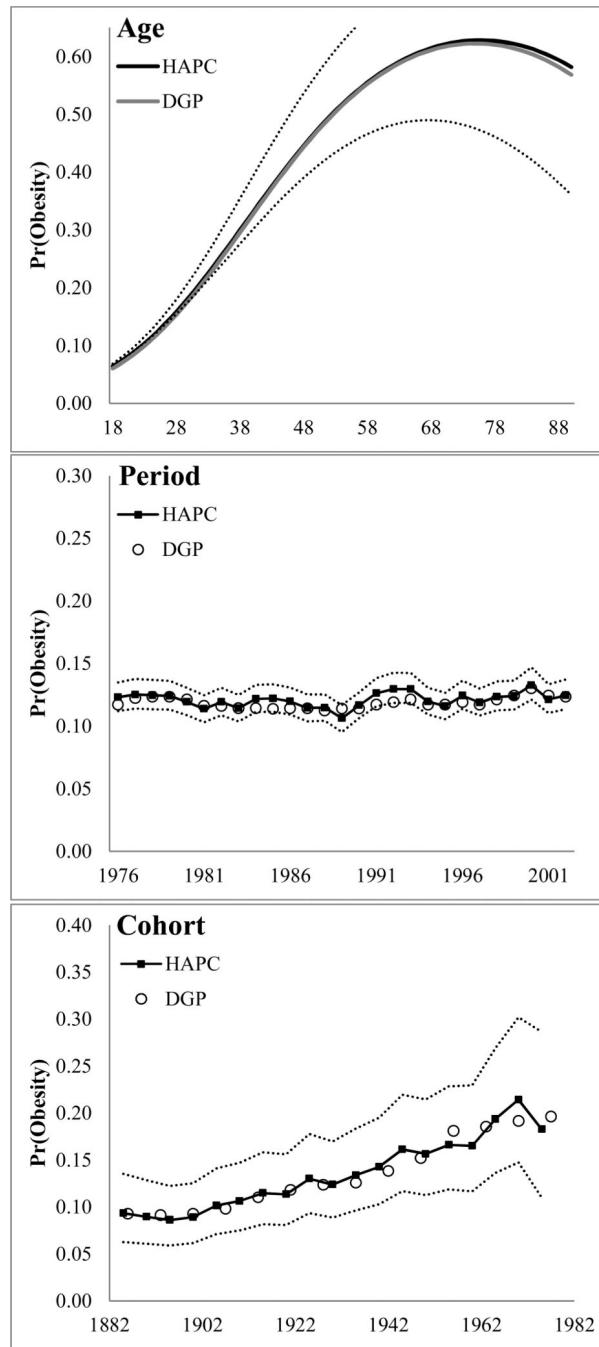 Age
HAPC
DGP
Pr(Obesity)
0.60
0.50
0.40
0.30
0.20
0.10
0.00
18 28 38 48 58 68 78 88
Period
HAPC
DGP
Pr(Obesity)
0.30
0.25
0.20
0.15
0.10
0.05
0.00
1976 1981 1986 1991 1996 2001
Cohort
HAPC
DGP
Pr(Obesity)
0.40
0.35
0.30
0.25
0.20
0.15
0.10
0.05
0.00
1882 1902 1922 1942 1962 1982